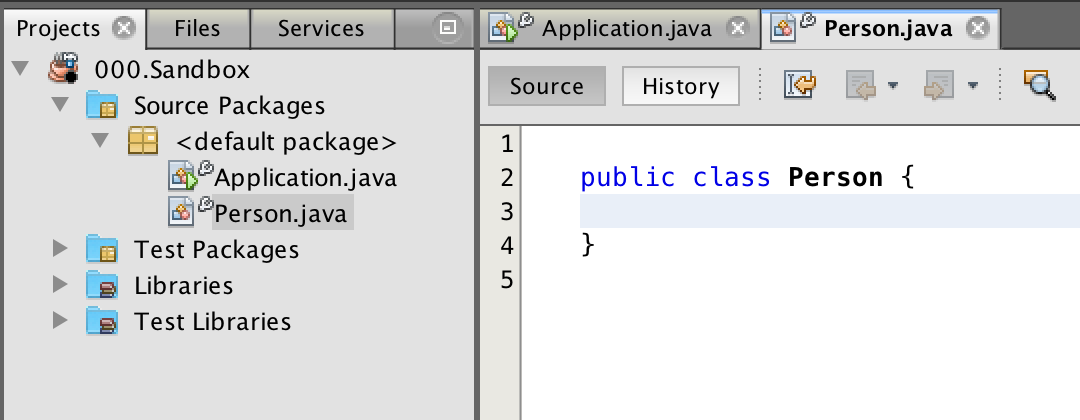 Projects Files Services
000.Sandbox
Source Packages
<default package>
Application.java
Person.java
Test Packages
Libraries
Test Libraries
Application.java Person.java
Source History
1
2 public class Person {
3
4 }
5